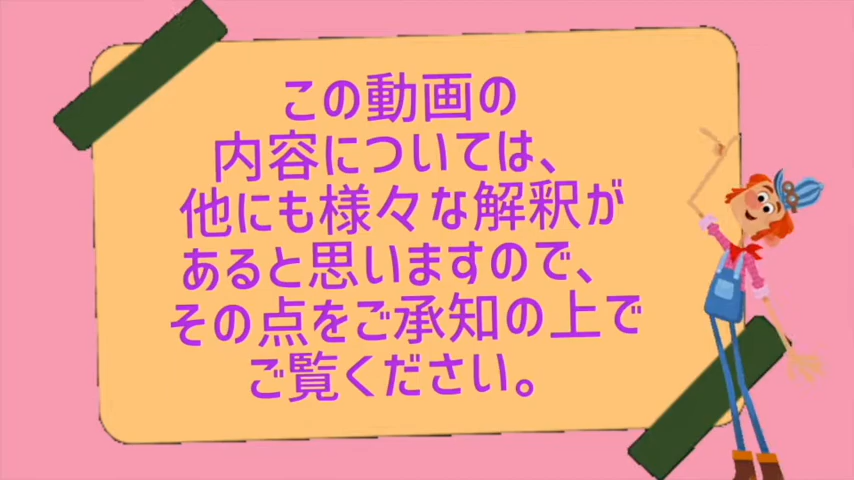 この動画の
内容については、
他にも様々な解釈が
あると思いますので、
その点をご承知の上で
ご覧ください。